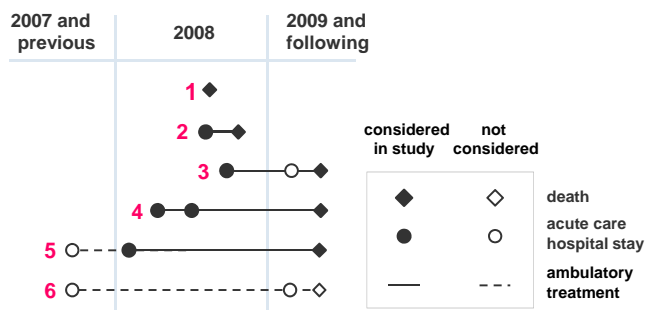 2007 and
previous
2008
2009 and
following
1
2
3
4
5
6
considered
in study
not
considered
death
acute care
hospital stay
ambulatory
treatment